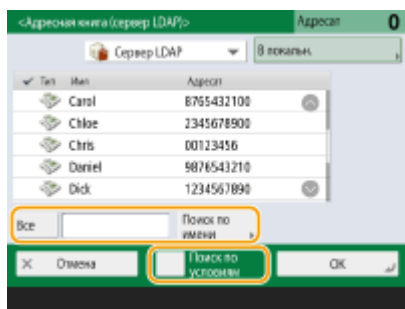 <Адресная книга (сервер LDAP)> Адресат 0
Сервер LDAP В локальн.
✓ Тип Имя Адресат
Carol 8765432100
Chloe 2345678900
Chris 00123456
Daniel 9876543210
Dick 1234567890
Все Поиск по имени
× Отмена Поиск по условиям OK